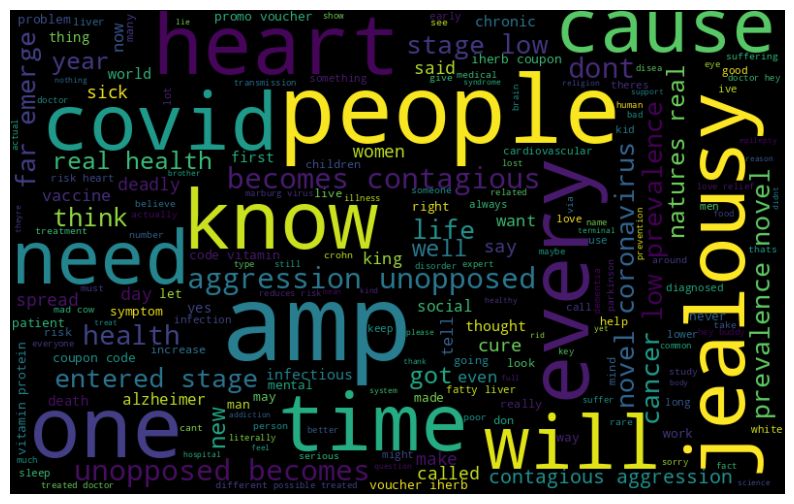 problem
liver
lie
promo voucher
show
early
chronic
iherb coupon
cause
many
now
thing
heart
stage low
see
suffering
year
world
said
give
medical
dont
disea
eye
good
doctor hey
far emerge
nothing
sick
transmission
something
syndrome
theres
ive
religion
support
doctor
lot
covid
people
brain
human
bad
kid
actual
first
women
cardiovascular
real health
children
lost
risk heart
deadly
brother
becomes contagious
marburg virus
live
someone
related
vaccine
believe
illness
always
via
name
think
treatment
actually
know
right
want
love
terminal
prevention
number
code vitamin
crohn
life
use
need
type
still
disorder
expert
well
say
king
maybe
aggression unopposed
theyre
reduces risk
near
kind
healthy
every
dementia
parkinson
novel coronavirus
low prevalence
natures real
jealousy
prevalence novel
epilepsy
reason
love relief
men
food
didnt
thats
around
diagnosed
never
take
hey buddy
spread
must
day
let
mad cow
social
call
yet
help
patient
symptom
yes
infection
amp
keep
please
tell
thought
rid
lower
common
risk
treat
cure
key
mind
study
body
health
everyone
thank
going
look
cancer
coupon code
increase
system
full
suffer
long
vitamin protein
entered stage
infectious
got
even
fatty liver
mental
death
alzheimer
new
may
made
really
rare
white
man
addiction
poor
don
work
one
cant
person
better
time
will
way
literally
feel
serious
might
much
hospital
make
question
sorry
fact
sleep
unopposed becomes
called
contagious aggression
treated doctor
different possible treated
voucher iherb
science